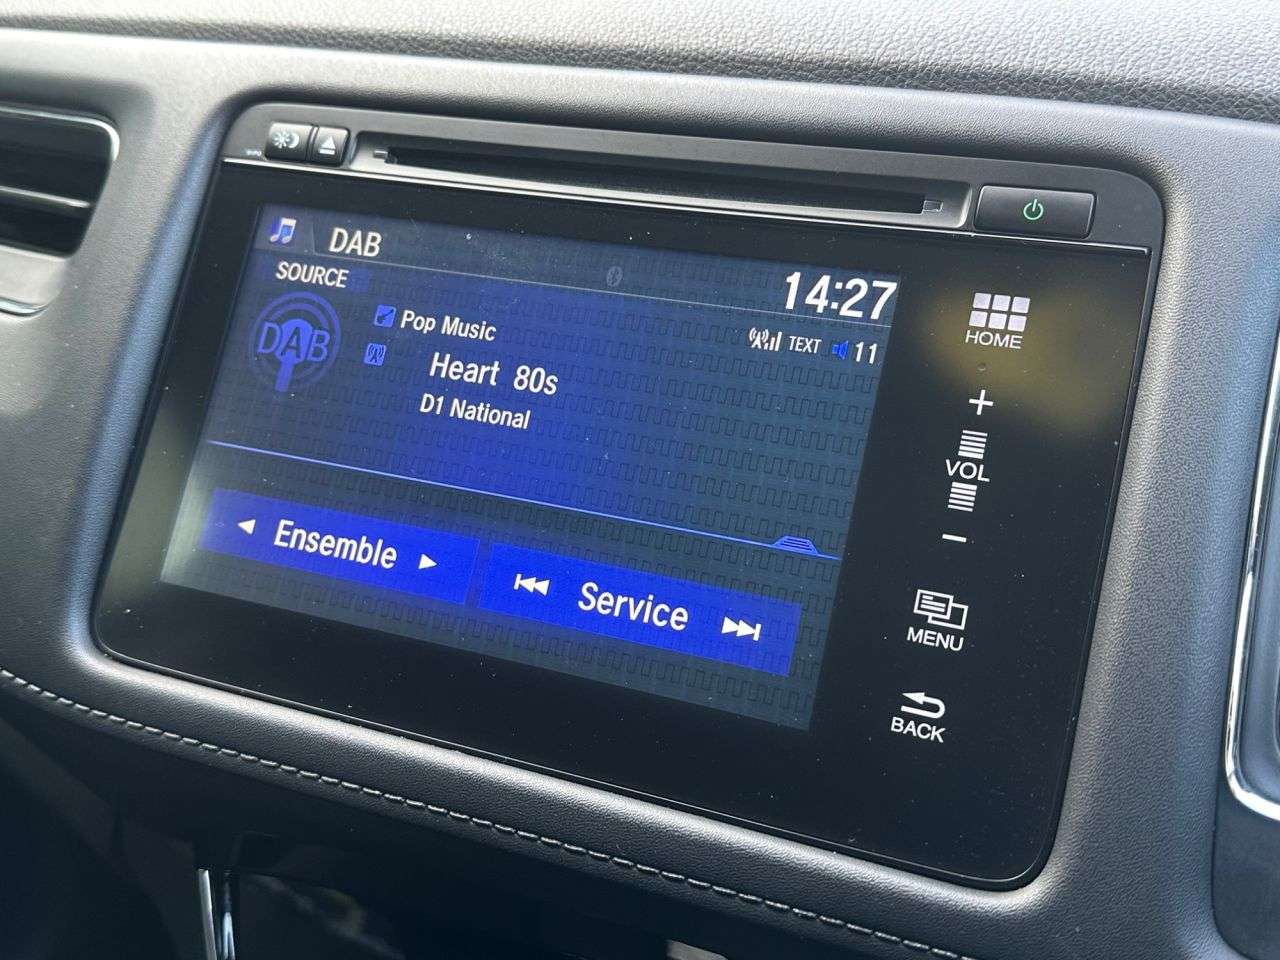 DAB
14:27
SOURCE
DAB
Pop Music
TEXT 11
Heart 80s
D1 National
Ensemble
Service
HOME
+
VOL
-
MENU
BACK